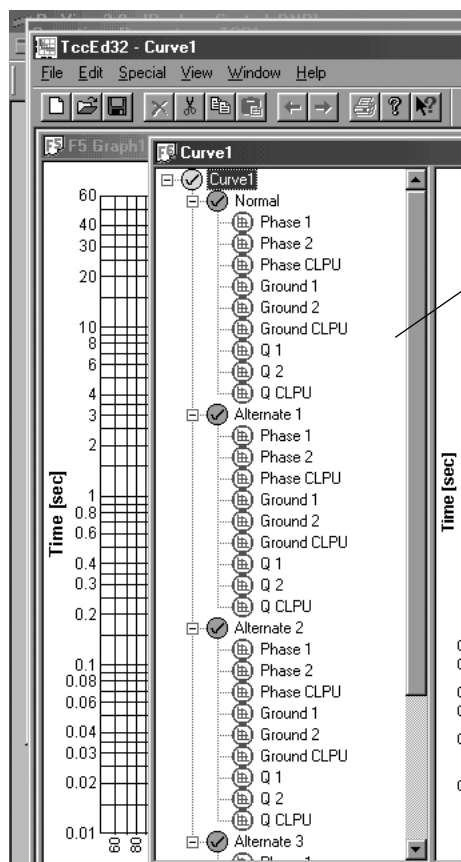 TccEd32 - Curve1
File Edit Special View Window Help
F5 Graph1
F6 Curve1
Curve1
Normal
Phase 1
Phase 2
Phase CLPU
Ground 1
Ground 2
Ground CLPU
Q 1
Q 2
Q CLPU
Alternate 1
Phase 1
Phase 2
Phase CLPU
Ground 1
Ground 2
Ground CLPU
Q 1
Q 2
Q CLPU
Alternate 2
Phase 1
Phase 2
Phase CLPU
Ground 1
Ground 2
Ground CLPU
Q 1
Q 2
Q CLPU
Alternate 3
Time [sec]
60
40
30
20
10
8
6
4
3
2
1
0.8
0.6
0.4
0.3
0.2
0.1
0.08
0.06
0.04
0.03
0.02
0.01
60
80
Time [sec]